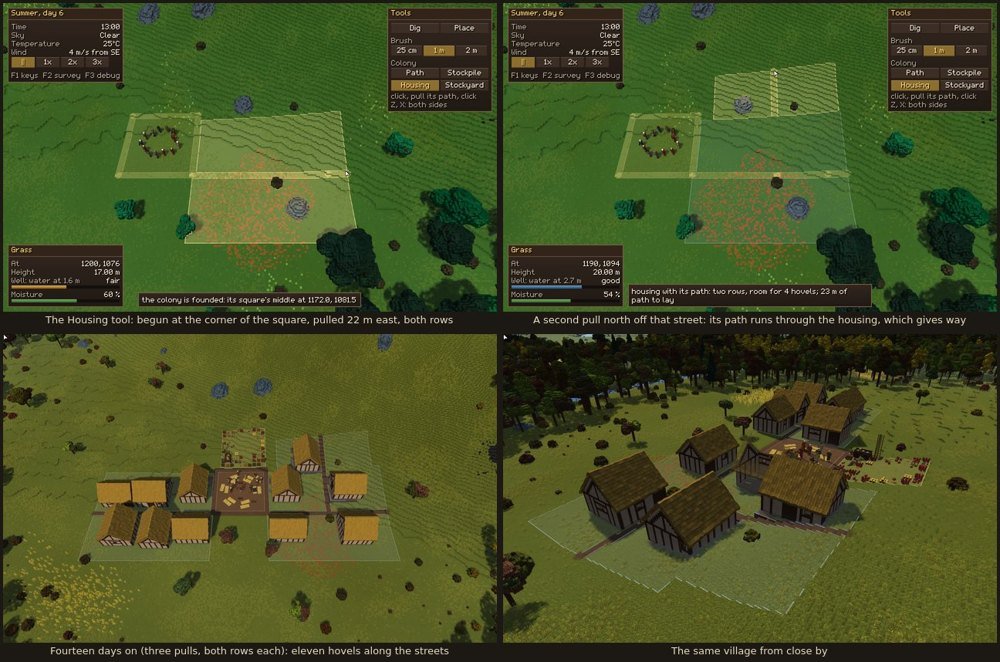 Summer, day 6
Time 13:00
Sky Clear
Temperature 25°C
Wind 4 m/s from SE
1x 2x 3x
F1 keys F2 survey F3 debug
Tools
Dig Place
Brush
25 cm 1 m 2 m
Colony
Path Stockpile
Housing Stockyard
click, pull its path, click
Z, X: both sides
Grass
At 1200,1076
Height 17.00 m
Well: water at 1.6 m fair
Moisture 60 %
the colony is founded: its square's middle at 1172.0, 1081.5
The Housing tool: begun at the corner of the square, pulled 22 m east, both rows
Summer, day 6
Time 13:00
Sky Clear
Temperature 25°C
Wind 4 m/s from SE
1x 2x 3x
F1 keys F2 survey F3 debug
Tools
Dig Place
Brush
25 cm 1 m 2 m
Colony
Path Stockpile
Housing Stockyard
click, pull its path, click
Z, X: both sides
Grass
At 1190,1094
Height 20.00 m
Well: water at 2.7 m good
Moisture 54 %
housing with its path: two rows, room for 4 hovels; 23 m of
path to lay
A second pull north off that street: its path runs through the housing, which gives way
Fourteen days on (three pulls, both rows each): eleven hovels along the streets
The same village from close by